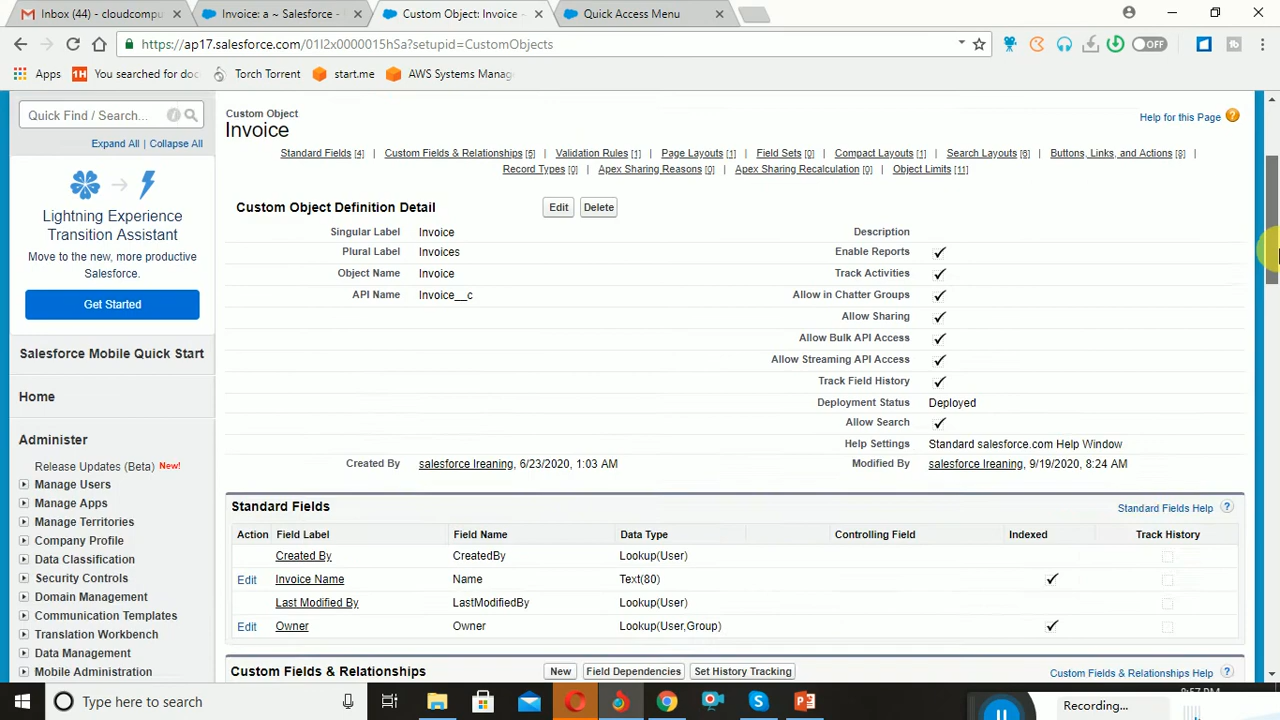 Inbox (44) - cloudcompu
Invoice: a ~ Salesforce -
Custom Object: Invoice ~
Quick Access Menu
https://ap17.salesforce.com/01I2x0000015hSa?setupid=CustomObjects
OFF
Apps
You searched for doc
Torch Torrent
start.me
AWS Systems Manag
Quick Find / Search...
Expand All | Collapse All
Lightning Experience
Transition Assistant
Move to the new, more productive
Salesforce.
Get Started
Salesforce Mobile Quick Start
Home
Administer
Release Updates (Beta) New!
Manage Users
Manage Apps
Manage Territories
Company Profile
Data Classification
Security Controls
Domain Management
Communication Templates
Translation Workbench
Data Management
Mobile Administration
Custom Object
Invoice
Help for this Page
Standard Fields [4] | Custom Fields & Relationships [5] | Validation Rules [1] | Page Layouts [1] | Field Sets [0] | Compact Layouts [1] | Search Layouts [6] | Buttons, Links, and Actions [8] |
Record Types [0] | Apex Sharing Reasons [0] | Apex Sharing Recalculation [0] | Object Limits [11]
Custom Object Definition Detail Edit Delete
Singular Label Invoice Description
Plural Label Invoices Enable Reports ✓
Object Name Invoice Track Activities ✓
API Name Invoice__c Allow in Chatter Groups ✓
Allow Sharing ✓
Allow Bulk API Access ✓
Allow Streaming API Access ✓
Track Field History ✓
Deployment Status Deployed
Allow Search ✓
Help Settings Standard salesforce.com Help Window
Created By salesforce lreaning, 6/23/2020, 1:03 AM Modified By salesforce lreaning, 9/19/2020, 8:24 AM
Standard Fields Standard Fields Help
Action Field Label Field Name Data Type Controlling Field Indexed Track History
Created By CreatedBy Lookup(User)
Edit Invoice Name Name Text(80) ✓
Last Modified By LastModifiedBy Lookup(User)
Edit Owner Owner Lookup(User,Group) ✓
Custom Fields & Relationships New Field Dependencies Set History Tracking Custom Fields & Relationships Help
Type here to search
Recording...